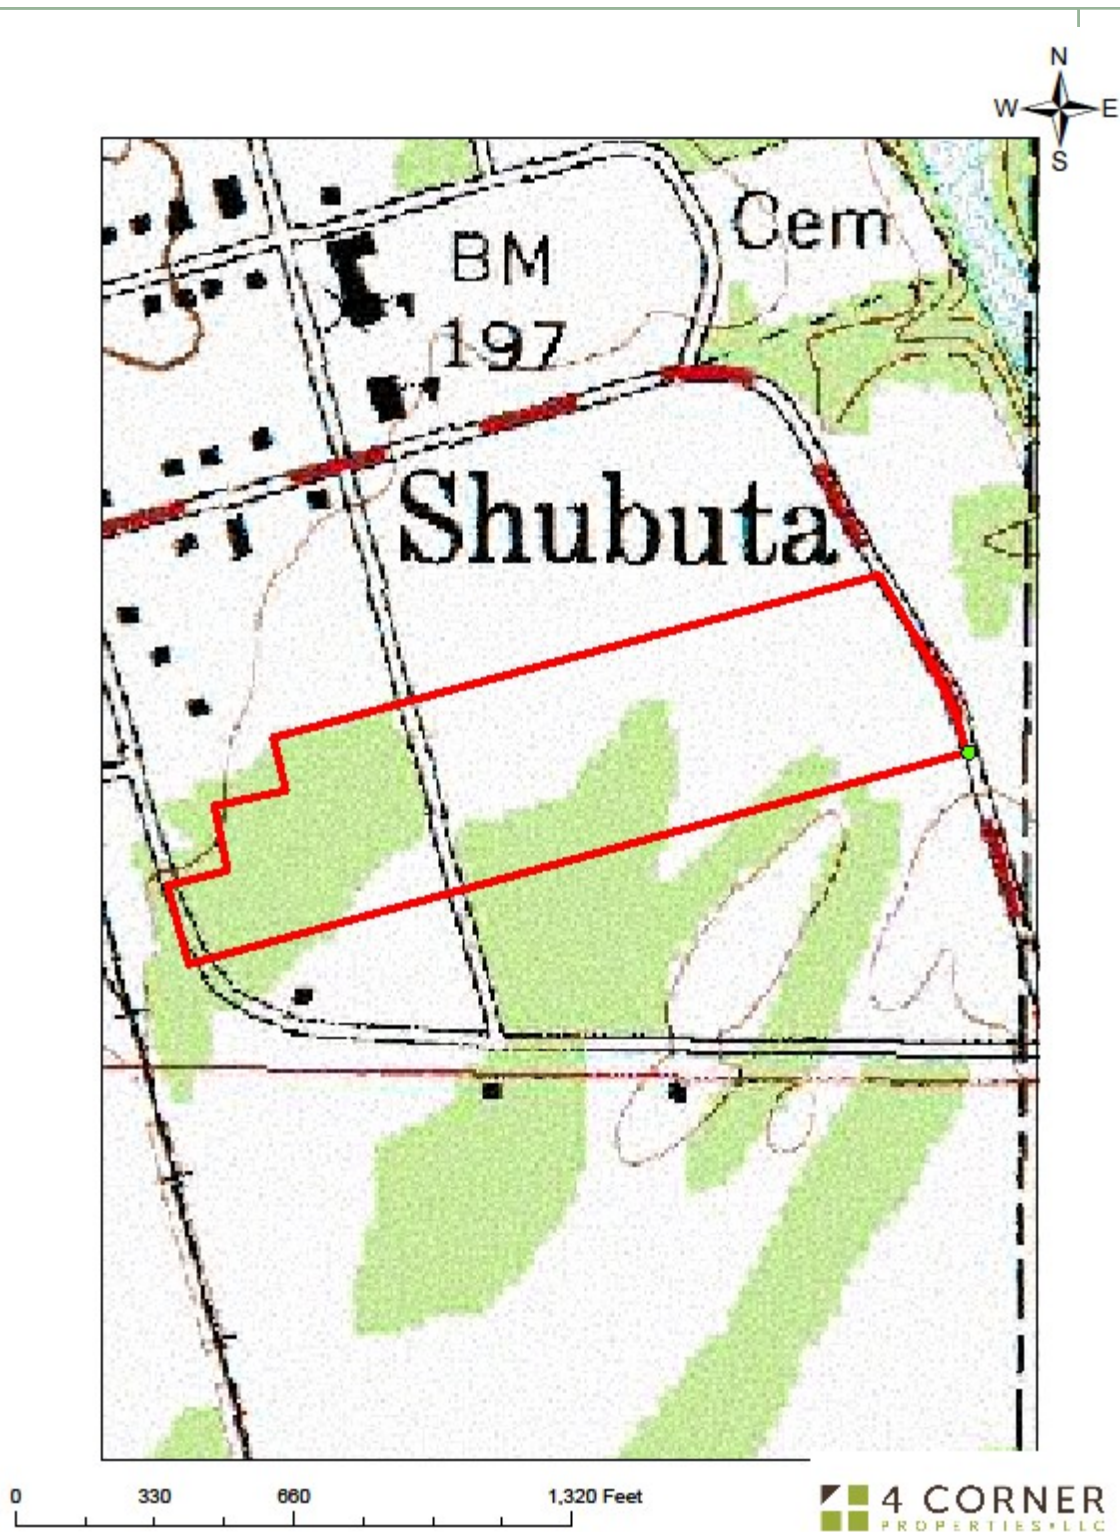 N
W E
S
Cem
BM
197
Shubuta
0 330 660 1,320 Feet
4 CORNER
PROPERTIES • LLC